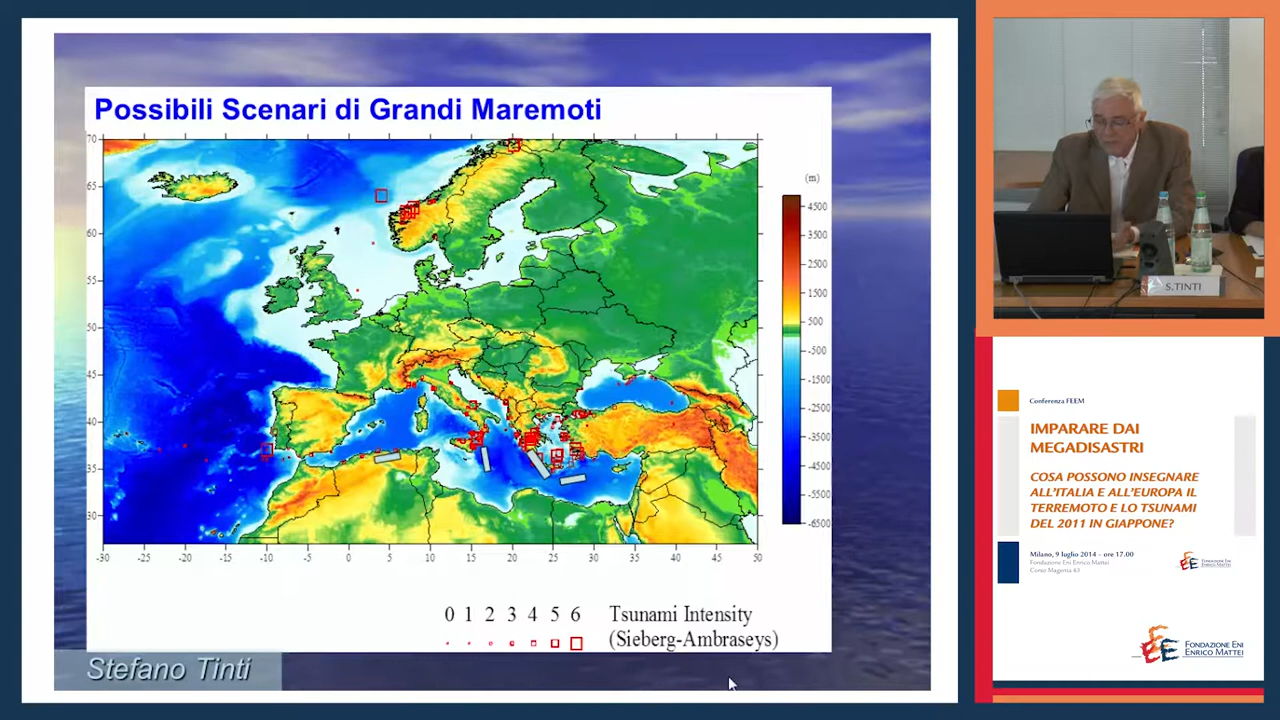 Possibili Scenari di Grandi Maremoti
70
65
60
55
50
45
40
35
30
-30 -25 -20 -15 -10 -5 0 5 10 15 20 25 30 35 40 45 50
(m)
4500
3500
2500
1500
500
-500
-1500
-2500
-3500
-4500
-5500
-6500
0 1 2 3 4 5 6 Tsunami Intensity
(Sieberg-Ambraseys)
Stefano Tinti
S.TINTI
Conferenza FEEM
IMPARARE DAI
MEGADISASTRI
COSA POSSONO INSEGNARE
ALL'ITALIA E ALL'EUROPA IL
TERREMOTO E LO TSUNAMI
DEL 2011 IN GIAPPONE?
Milano, 9 luglio 2014 – ore 17.00
Fondazione Eni Enrico Mattei
Corso Magenta 63
FONDAZIONE ENI
ENRICO MATTEI